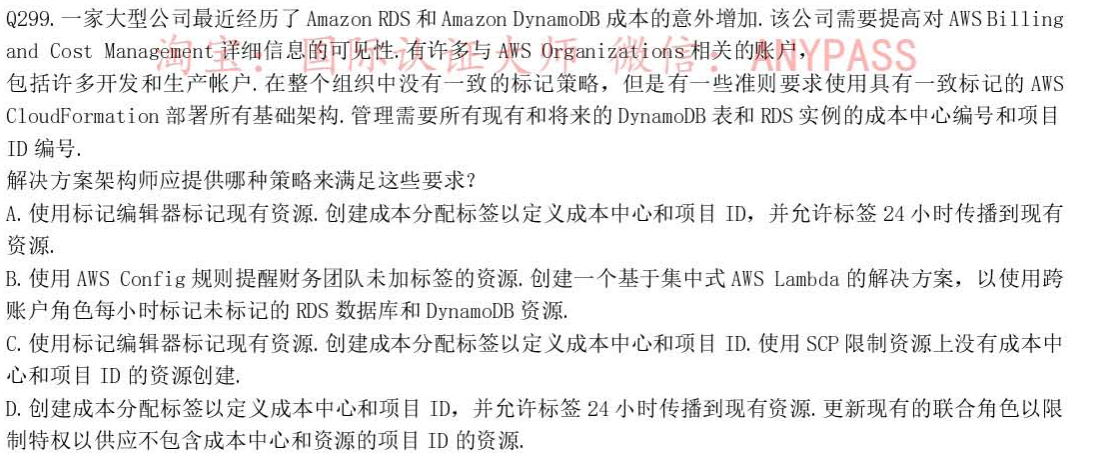 Q299. 一家大型公司最近经历了 Amazon RDS 和 Amazon DynamoDB 成本的意外增加. 该公司需要提高对 AWS Billing
and Cost Management 详细信息的可见性. 有许多与 AWS Organizations 相关的账户,
包括许多开发和生产帐户. 在整个组织中没有一致的标记策略，但是有一些准则要求使用具有一致标记的 AWS
CloudFormation 部署所有基础架构. 管理需要所有现有和将来的 DynamoDB 表和 RDS 实例的成本中心编号和项目
ID 编号.
解决方案架构师应提供哪种策略来满足这些要求？
A. 使用标记编辑器标记现有资源. 创建成本分配标签以定义成本中心和项目 ID，并允许标签 24 小时传播到现有
资源.
B. 使用 AWS Config 规则提醒财务团队未加标签的资源. 创建一个基于集中式 AWS Lambda 的解决方案，以使用跨
账户角色每小时标记未标记的 RDS 数据库和 DynamoDB 资源.
C. 使用标记编辑器标记现有资源. 创建成本分配标签以定义成本中心和项目 ID. 使用 SCP 限制资源上没有成本中
心和项目 ID 的资源创建.
D. 创建成本分配标签以定义成本中心和项目 ID，并允许标签 24 小时传播到现有资源. 更新现有的联合角色以限
制特权以供应不包含成本中心和资源的项目 ID 的资源.
淘宝：国际认证大师 微信：ANYPASS